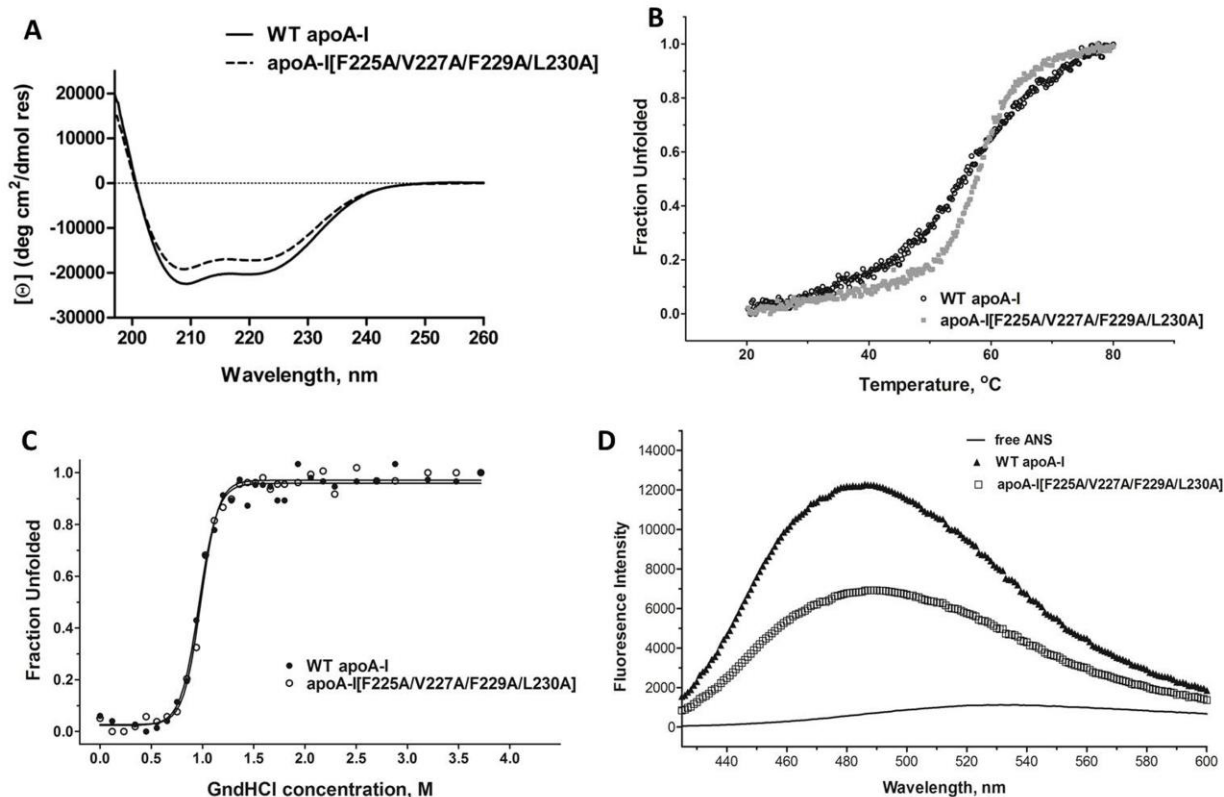 A
WT apoA-I
apoA-I[F225A/V227A/F229A/L230A]
20000
10000
0
-10000
-20000
-30000
200 210 220 230 240 250 260
[Θ] (deg cm²/dmol res)
Wavelength, nm
B
1.0
0.8
0.6
0.4
0.2
0.0
20 40 60 80
Fraction Unfolded
WT apoA-I
apoA-I[F225A/V227A/F229A/L230A]
Temperature, °C
C
1.0
0.8
0.6
0.4
0.2
0.0
0.0 0.5 1.0 1.5 2.0 2.5 3.0 3.5 4.0
Fraction Unfolded
WT apoA-I
apoA-I[F225A/V227A/F229A/L230A]
GndHCl concentration, M
D
free ANS
WT apoA-I
apoA-I[F225A/V227A/F229A/L230A]
14000
12000
10000
8000
6000
4000
2000
0
440 460 480 500 520 540 560 580 600
Fluoresence Intensity
Wavelength, nm